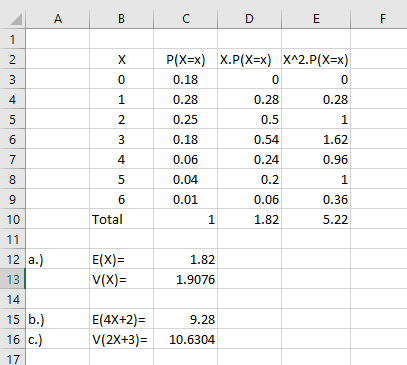 A B C D E F
1
2 X P(X=x) X.P(X=x) X^2.P(X=x)
3 0 0.18 0 0
4 1 0.28 0.28 0.28
5 2 0.25 0.5 1
6 3 0.18 0.54 1.62
7 4 0.06 0.24 0.96
8 5 0.04 0.2 1
9 6 0.01 0.06 0.36
10 Total 1 1.82 5.22
11
12 a.) E(X)= 1.82
13 V(X)= 1.9076
14
15 b.) E(4X+2)= 9.28
16 c.) V(2X+3)= 10.6304
17